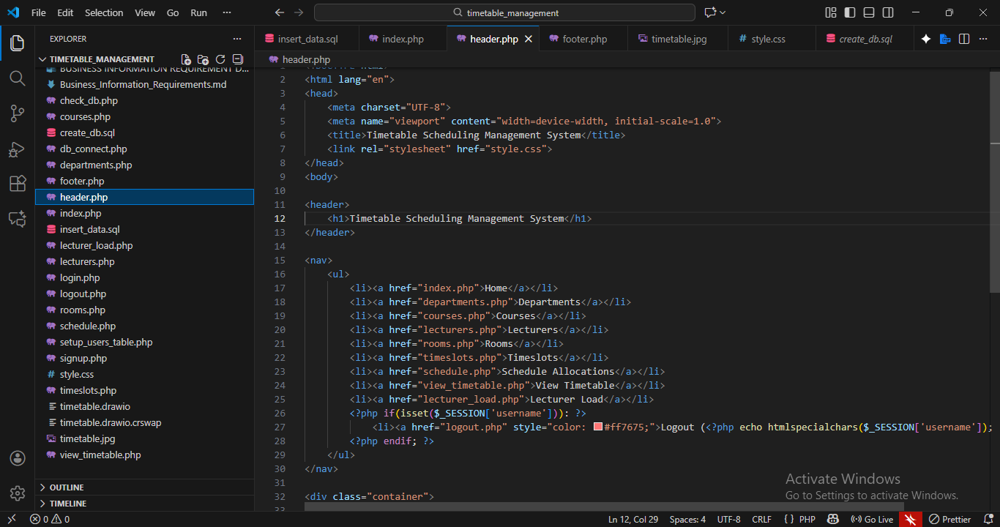 File Edit Selection View Go Run ··· timetable_management
EXPLORER ···
insert_data.sql index.php header.php footer.php timetable.jpg style.css create_db.sql ···
TIMETABLE_MANAGEMENT
header.php
BUSINESS INFORMATION REQUIREMENT D...
Business_Information_Requirements.md
check_db.php
courses.php
create_db.sql
db_connect.php
departments.php
footer.php
header.php
index.php
insert_data.sql
lecturer_load.php
lecturers.php
login.php
logout.php
rooms.php
schedule.php
setup_users_table.php
signup.php
style.css
timeslots.php
timetable.drawio
timetable.drawio.crswap
timetable.jpg
view_timetable.php
OUTLINE
TIMELINE
2 <html lang="en">
3 <head>
4 <meta charset="UTF-8">
5 <meta name="viewport" content="width=device-width, initial-scale=1.0">
6 <title>Timetable Scheduling Management System</title>
7 <link rel="stylesheet" href="style.css">
8 </head>
9 <body>
10
11 <header>
12 <h1>Timetable Scheduling Management System</h1>
13 </header>
14
15 <nav>
16 <ul>
17 <li><a href="index.php">Home</a></li>
18 <li><a href="departments.php">Departments</a></li>
19 <li><a href="courses.php">Courses</a></li>
20 <li><a href="lecturers.php">Lecturers</a></li>
21 <li><a href="rooms.php">Rooms</a></li>
22 <li><a href="timeslots.php">Timeslots</a></li>
23 <li><a href="schedule.php">Schedule Allocations</a></li>
24 <li><a href="view_timetable.php">View Timetable</a></li>
25 <li><a href="lecturer_load.php">Lecturer Load</a></li>
26 <?php if(isset($_SESSION['username'])): ?>
27 <li><a href="logout.php" style="color: #ff7675;">Logout (<?php echo htmlspecialchars($_SESSION['username']);
28 <?php endif; ?>
29 </ul>
30 </nav>
31
32 <div class="container">
33
Activate Windows
Go to Settings to activate Windows.
0 0 Ln 12, Col 29 Spaces: 4 UTF-8 CRLF { } PHP Go Live Prettier